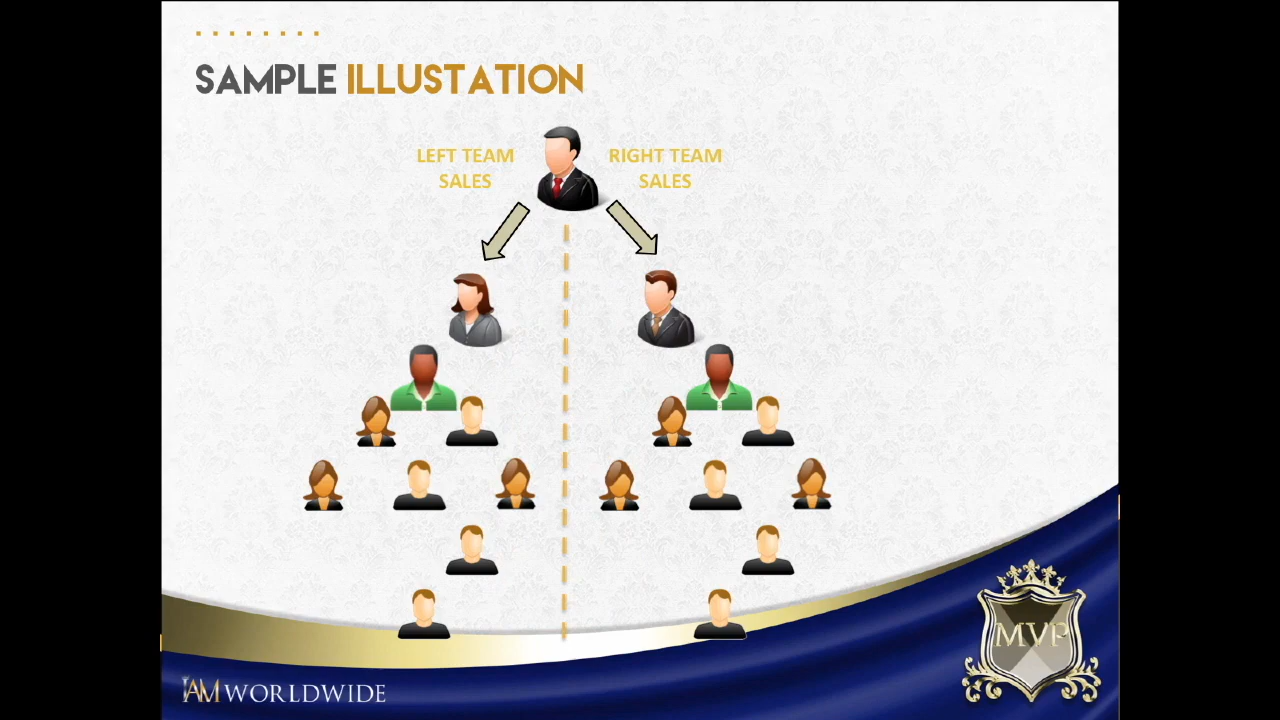 SAMPLE ILLUSTATION
LEFT TEAM
SALES
RIGHT TEAM
SALES
MVP
IAM WORLDWIDE